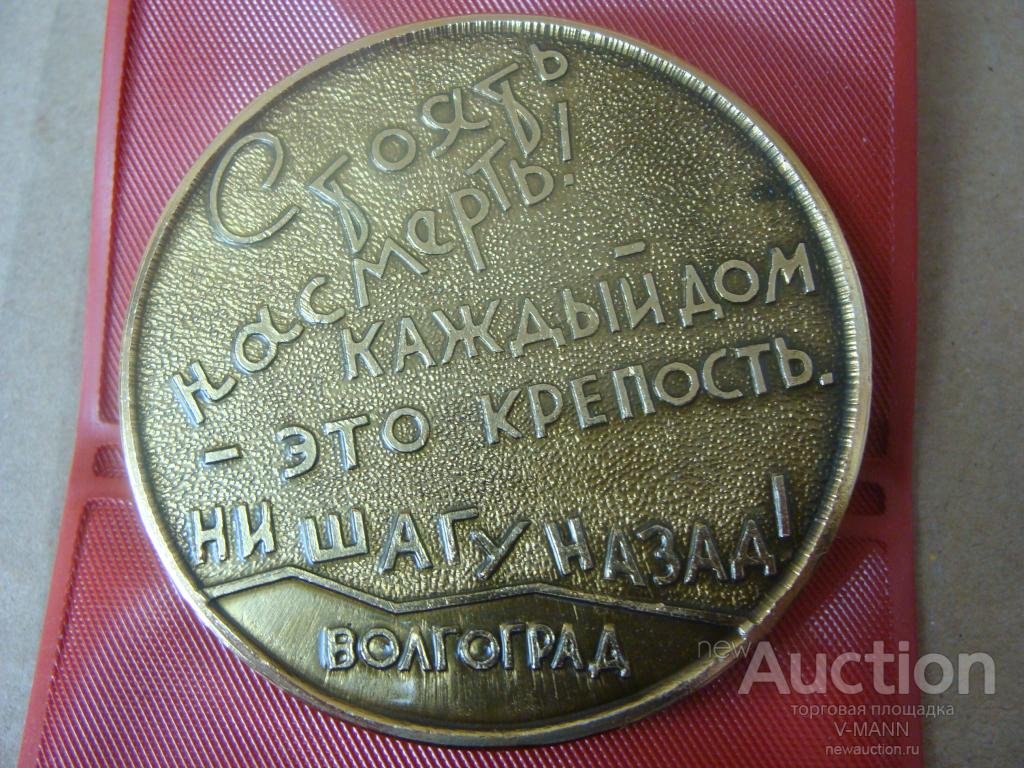 Стоять
насмерть!
КАЖДЫЙ ДОМ
- ЭТО КРЕПОСТЬ.
НИ ШАГУ НАЗАД!
ВОЛГОГРАД
new Auction
торговая площадка
V-MANN
newauction.ru